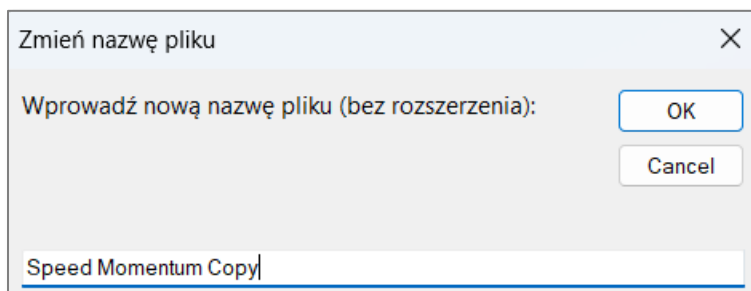 Zmień nazwę pliku
Wprowadź nową nazwę pliku (bez rozszerzenia):
OK
Cancel
Speed Momentum Copy